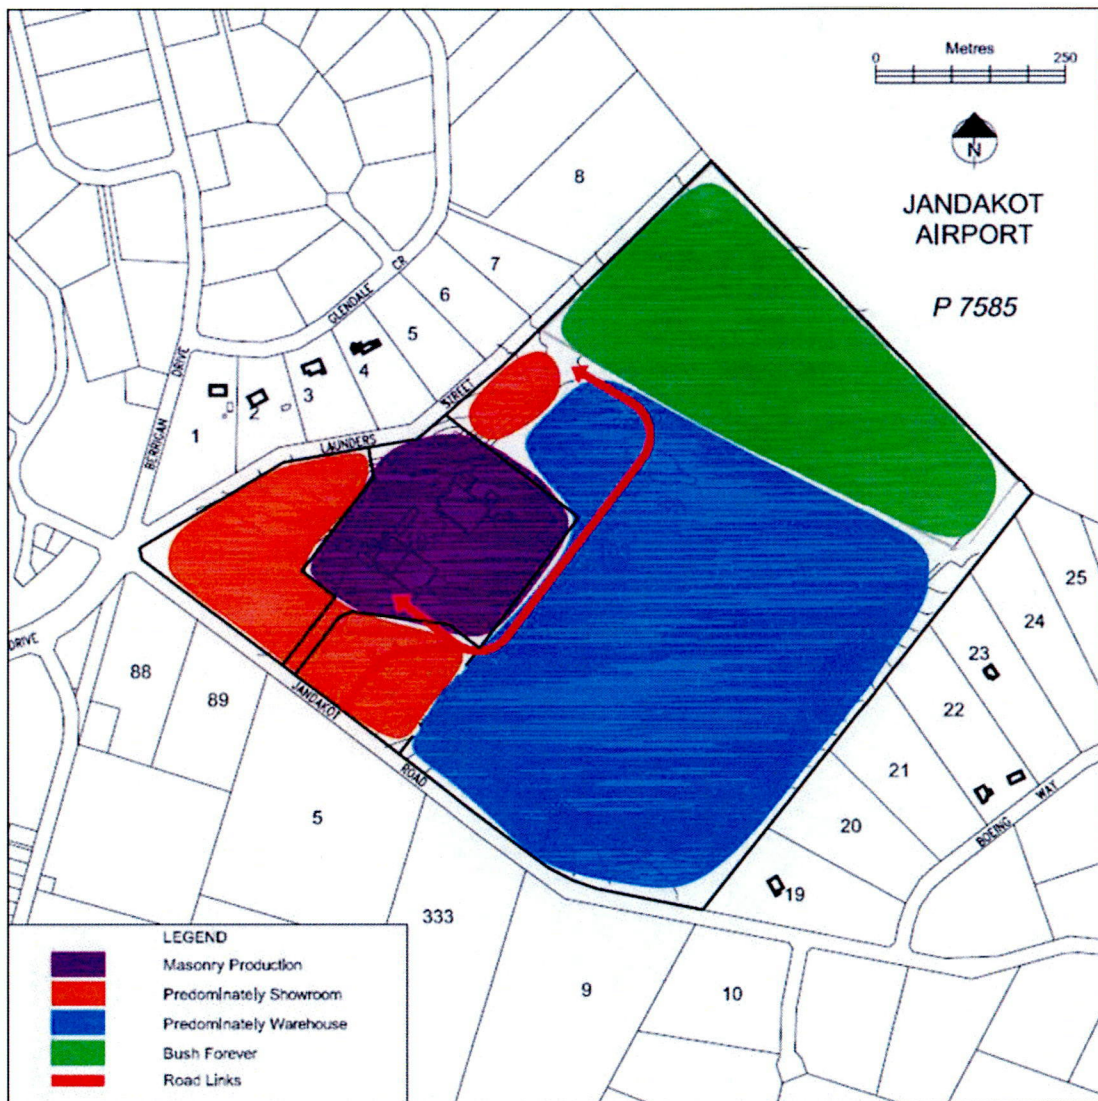 Metres
0 250
N
JANDAKOT
AIRPORT
P 7585
8
7
6
5
4
3
2
1
GLENDALE CR
BERRIGAN DRIVE
LAUNDERS STREET
DRIVE
88
89
JANDAKOT ROAD
5
333
9
10
19
20
21
22
23
24
25
BOEING WAY
LEGEND
Masonry Production
Predominately Showroom
Predominately Warehouse
Bush Forever
Road Links